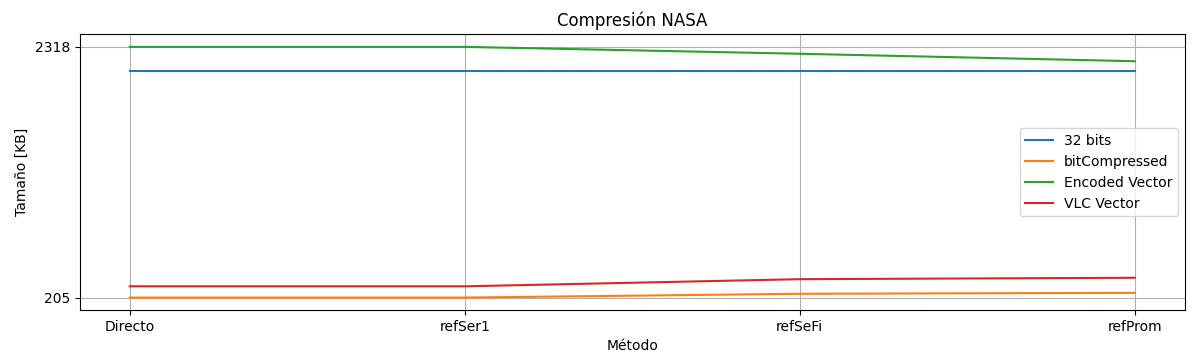 Compresión NASA
2318
Tamaño [KB]
32 bits
bitCompressed
Encoded Vector
VLC Vector
205
Directo
refSer1
refSeFi
refProm
Método